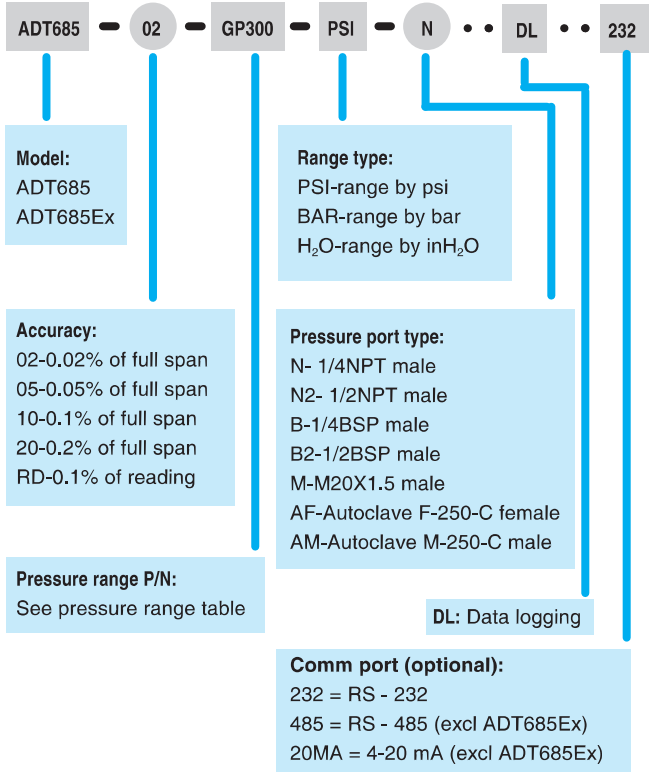 ADT685 - 02 - GP300 - PSI - N • • DL • • 232
Model:
ADT685
ADT685Ex
Range type:
PSI-range by psi
BAR-range by bar
H₂O-range by inH₂O
Accuracy:
02-0.02% of full span
05-0.05% of full span
10-0.1% of full span
20-0.2% of full span
RD-0.1% of reading
Pressure port type:
N- 1/4NPT male
N2- 1/2NPT male
B-1/4BSP male
B2-1/2BSP male
M-M20X1.5 male
AF-Autoclave F-250-C female
AM-Autoclave M-250-C male
Pressure range P/N:
See pressure range table
DL: Data logging
Comm port (optional):
232 = RS - 232
485 = RS - 485 (excl ADT685Ex)
20MA = 4-20 mA (excl ADT685Ex)